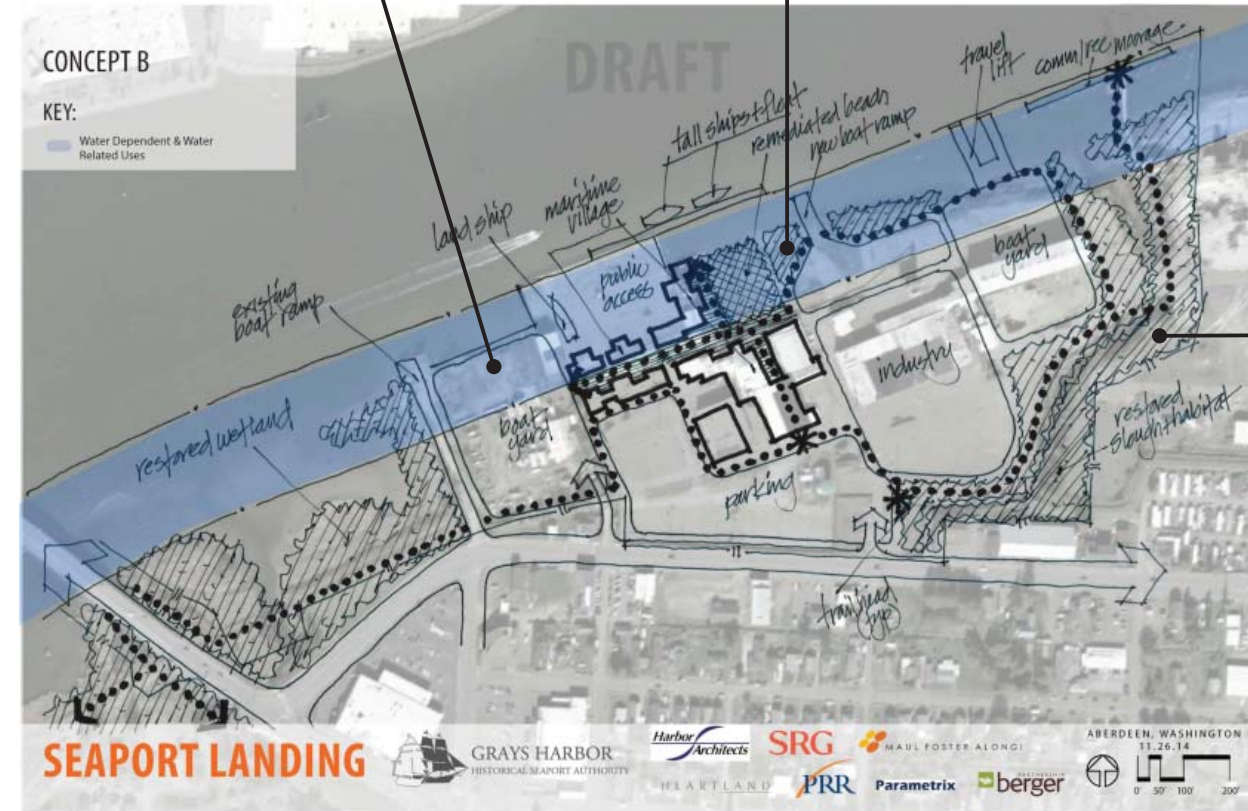 CONCEPT B
KEY:
Water Dependent & Water
Related Uses
DRAFT
travel
lift
comm/rec moorage
tall ships + float
remediated beach
new boat ramp
maritime
village
land ship
public
access
existing
boat ramp
boat
yard
industry
restored wetland
boat
yard
restored
slough habitat
parking
trailhead
typ
SEAPORT LANDING
GRAYS HARBOR
HISTORICAL SEAPORT AUTHORITY
Harbor
Architects
SRG
MAUL FOSTER ALONGI
HEARTLAND
PRR
Parametrix
PARTNERSHIP
berger
ABERDEEN, WASHINGTON
11.26.14
0' 50' 100' 200'